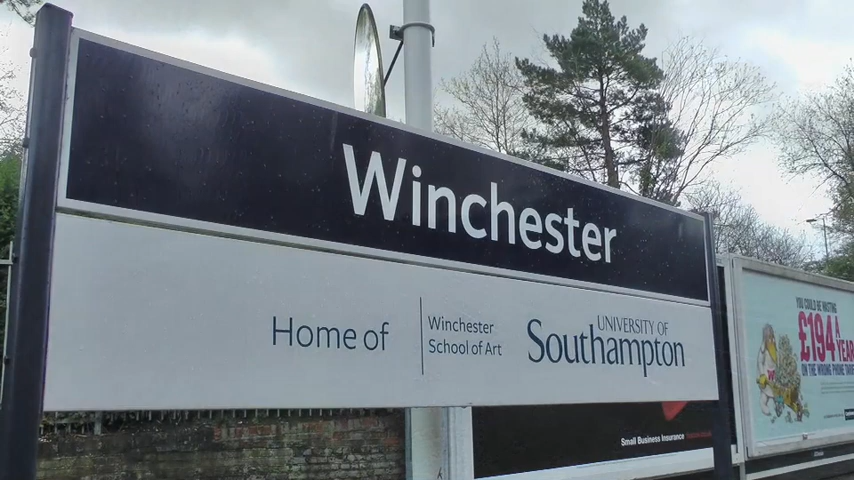 Winchester
Home of
Winchester
School of Art
UNIVERSITY OF
Southampton
YOU COULD BE WASTING
£194 A
YEAR
ON THE WRONG PHONE TARIFF
Small Business Insurance